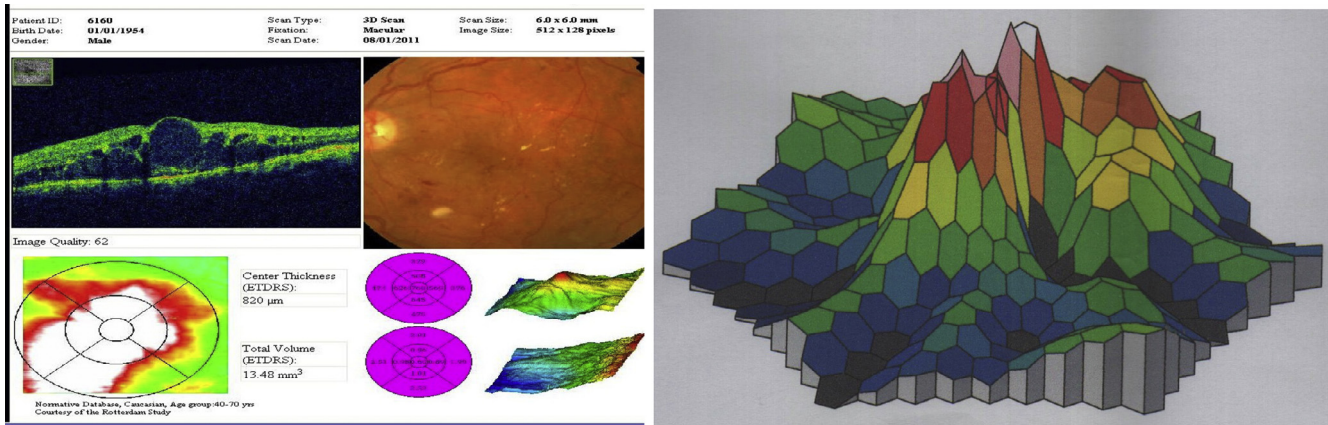 Patient ID: 6160 Scan Type: 3D Scan Scan Size: 6.0 x 6.0 mm
Birth Date: 01/01/1954 Fixation: Macular Image Size: 512 x 128 pixels
Gender: Male Scan Date: 08/01/2011
Image Quality: 62
Center Thickness
(ETDRS):
820 µm
Total Volume
(ETDRS):
13.48 mm³
Normative Database, Caucasian, Age group:40-70 yrs
Courtesy of the Rotterdam Study